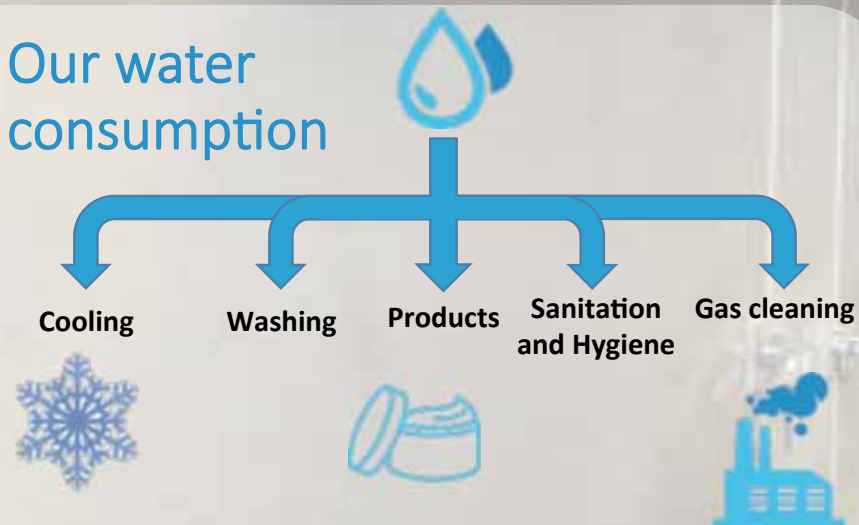 Our water
consumption
Cooling
Washing
Products
Sanitation
and Hygiene
Gas cleaning